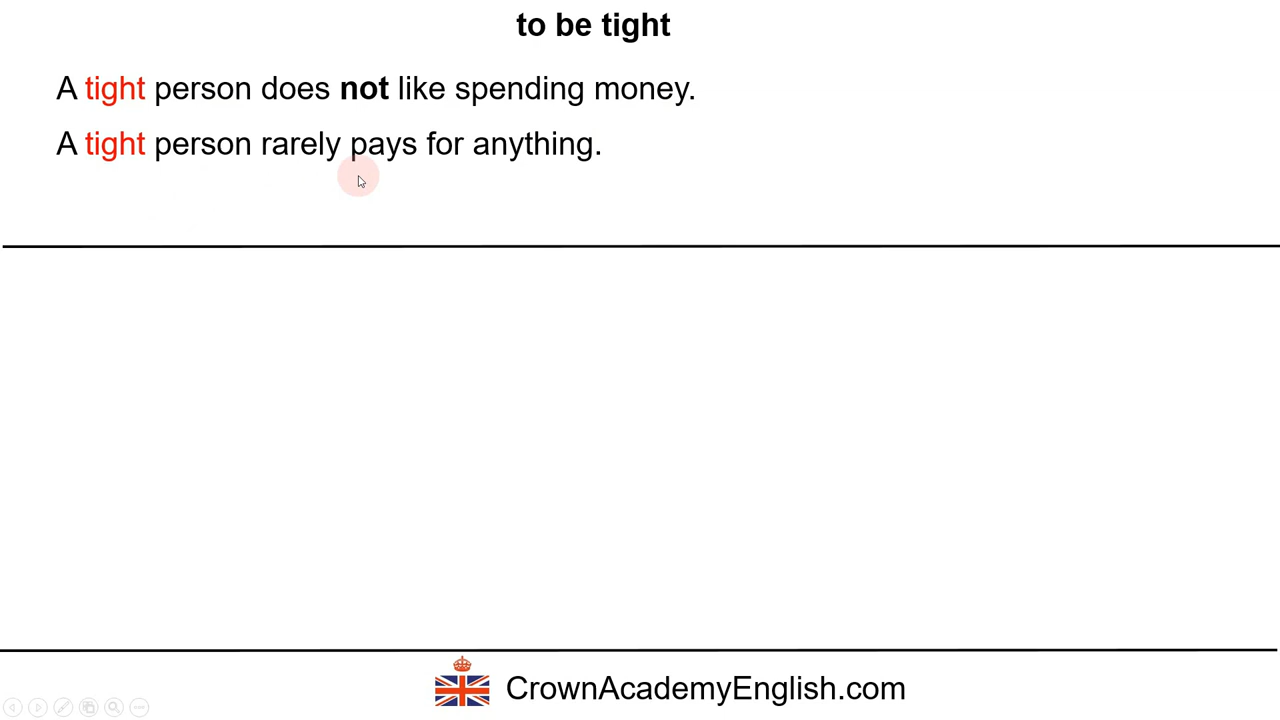 to be tight
A tight person does not like spending money.
A tight person rarely pays for anything.
CrownAcademyEnglish.com